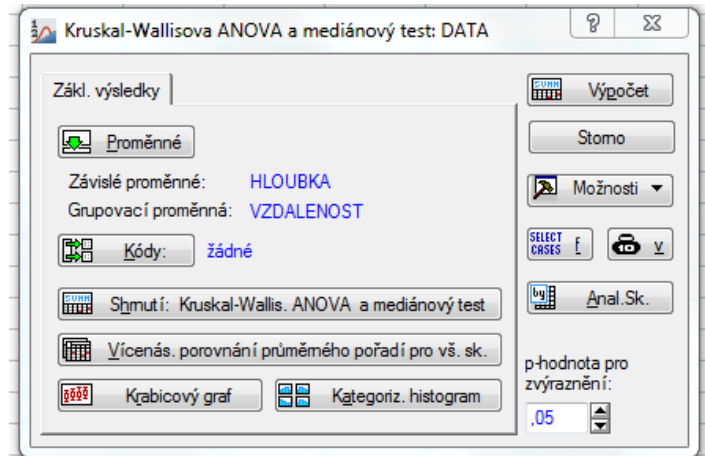 Kruskal-Wallisova ANOVA a mediánový test: DATA
Zákl. výsledky
Proměnné
Závislé proměnné: HLOUBKA
Grupovací proměnná: VZDALENOST
Kódy: žádné
Shrnutí: Kruskal-Wallis. ANOVA a mediánový test
Vícenás. porovnání průměrného pořadí pro vš. sk.
Krabicový graf
Kategoriz. histogram
Výpočet
Storno
Možnosti
SELECT CASES f
v
Anal.Sk.
p-hodnota pro
zvýraznění:
,05